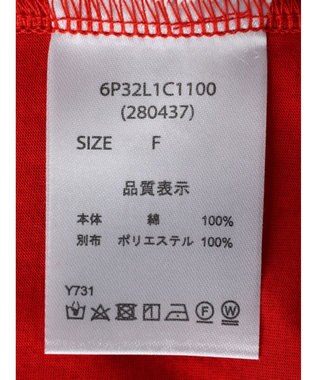 6P32L1C1100
(280437)
SIZE F
品質表示
本体 綿 100%
別布 ポリエステル 100%
Y731